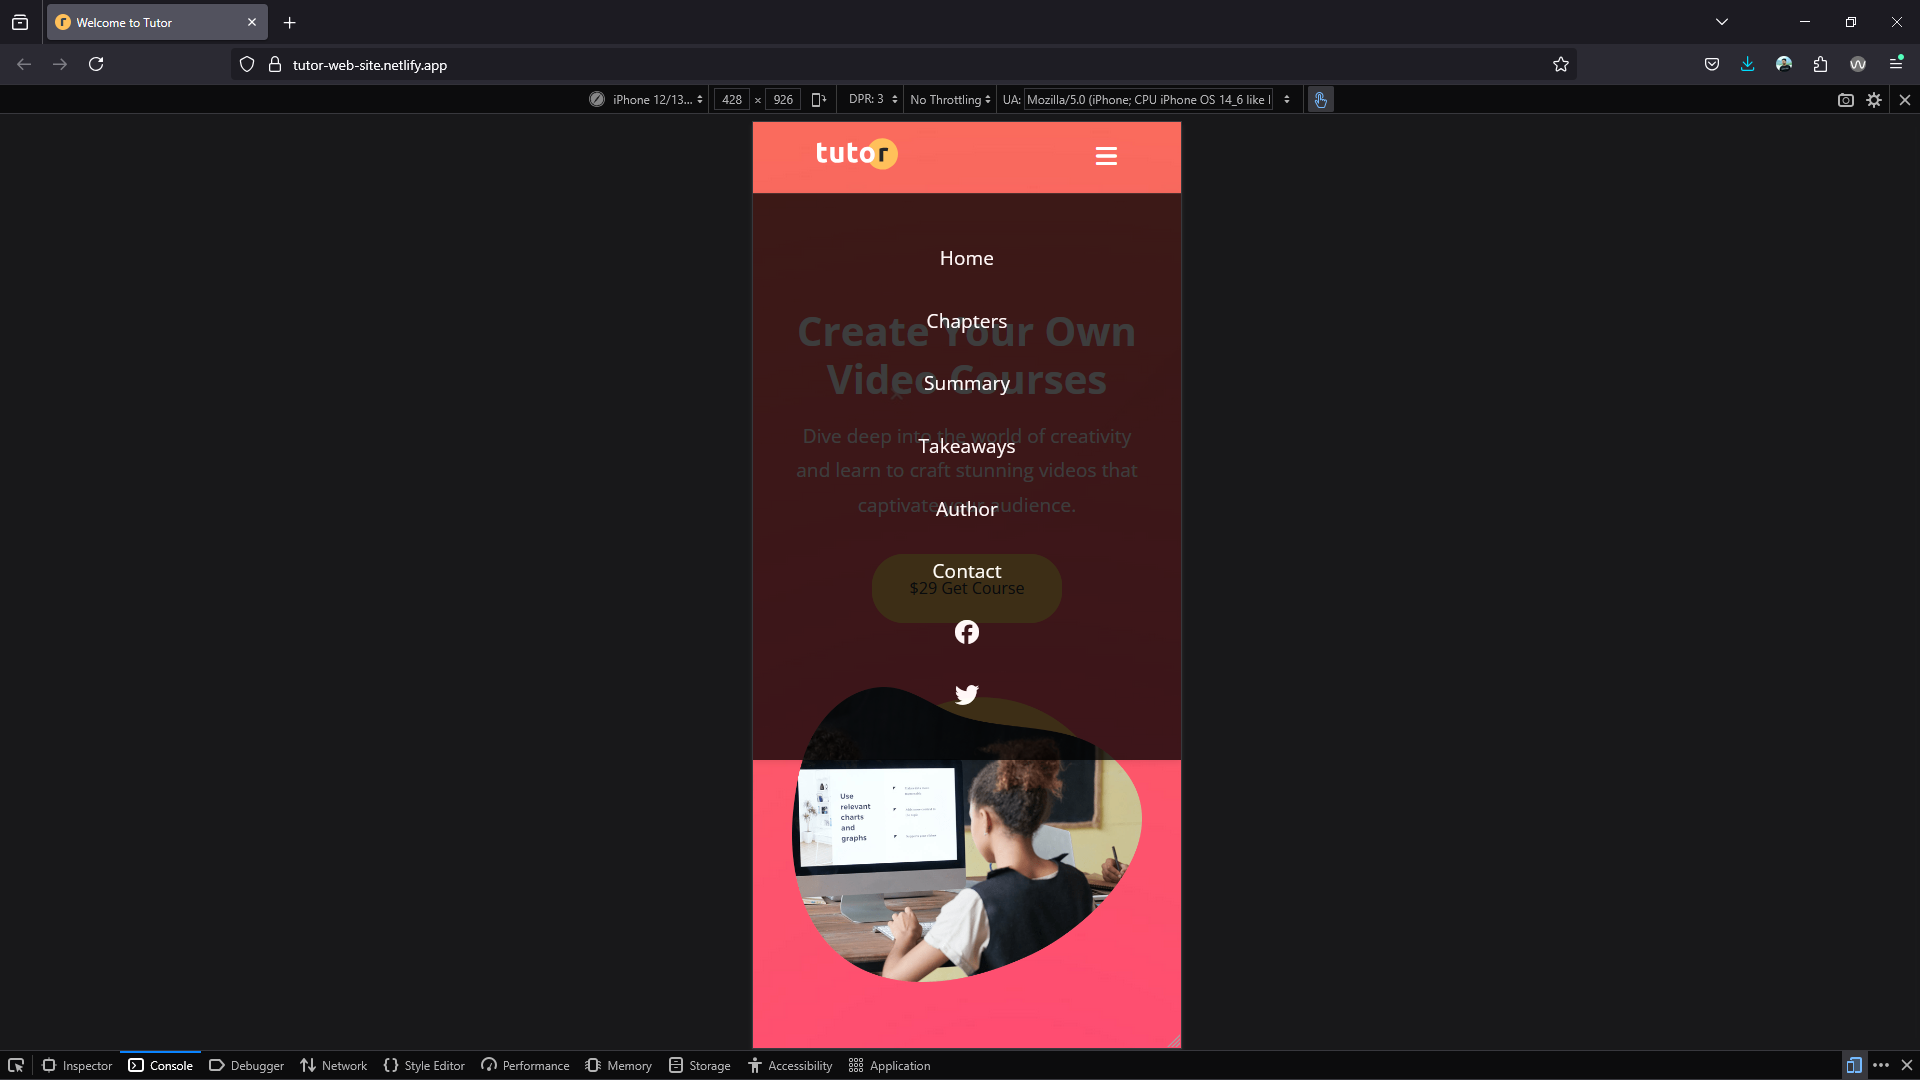 Welcome to Tutor
tutor-web-site.netlify.app
iPhone 12/13... 428 × 926 DPR: 3 No Throttling UA: Mozilla/5.0 (iPhone; CPU iPhone OS 14_6 like
tutor
Home
Chapters
Create Your Own
Video Courses
Summary
Dive deep into the world of creativity
Takeaways
and learn to craft stunning videos that
captivate your audience.
Author
Contact
$29 Get Course
Use
relevant
charts
and
graphs
Inspector Console Debugger Network Style Editor Performance Memory Storage Accessibility Application